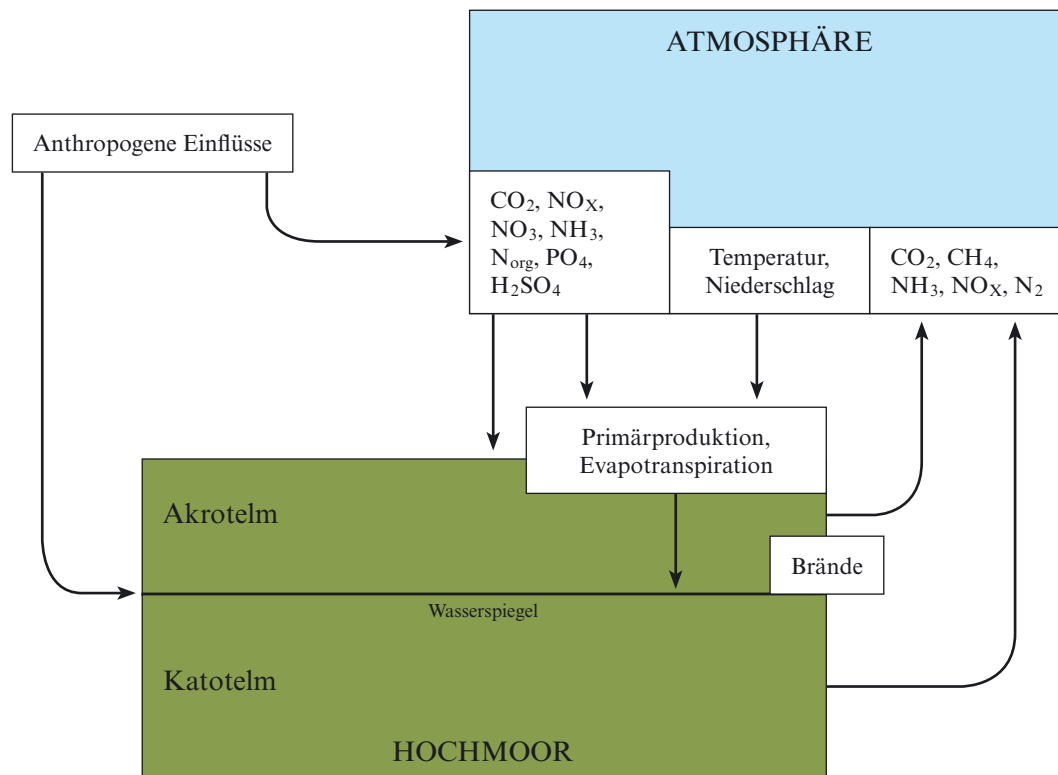 ATMOSPHÄRE
Anthropogene Einflüsse
CO₂, NOₓ,
NO₃, NH₃,
Nₒᵣg, PO₄,
H₂SO₄
Temperatur,
Niederschlag
CO₂, CH₄,
NH₃, NOₓ, N₂
Primärproduktion,
Evapotranspiration
Akrotelm
Brände
Wasserspiegel
Katotelm
HOCHMOOR